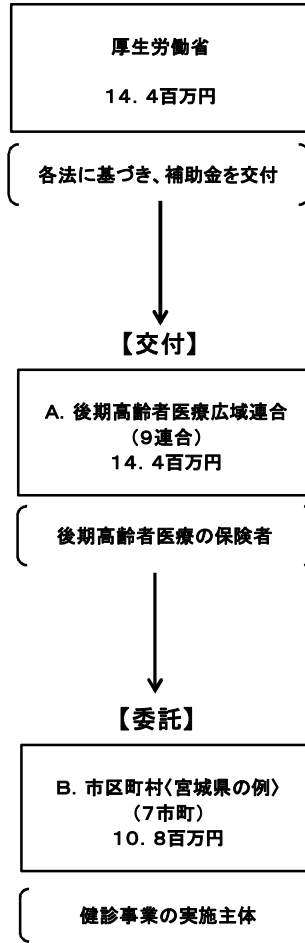 厚生労働省
14．4百万円
各法に基づき、補助金を交付
【交付】
A．後期高齢者医療広域連合
（9連合）
14．4百万円
後期高齢者医療の保険者
【委託】
B．市区町村〈宮城県の例〉
（7市町）
10．8百万円
健診事業の実施主体